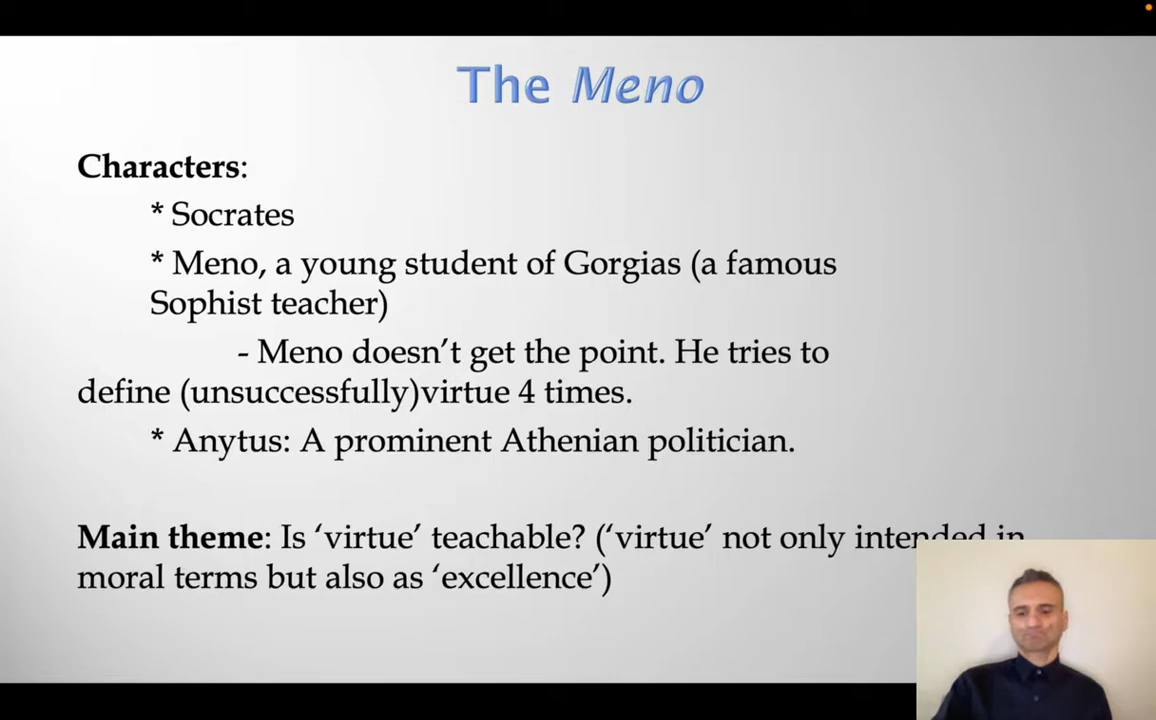 The Meno
Characters:
* Socrates
* Meno, a young student of Gorgias (a famous
Sophist teacher)
- Meno doesn’t get the point. He tries to
define (unsuccessfully)virtue 4 times.
* Anytus: A prominent Athenian politician.
Main theme: Is ‘virtue’ teachable? (‘virtue’ not only intended in
moral terms but also as ‘excellence’)